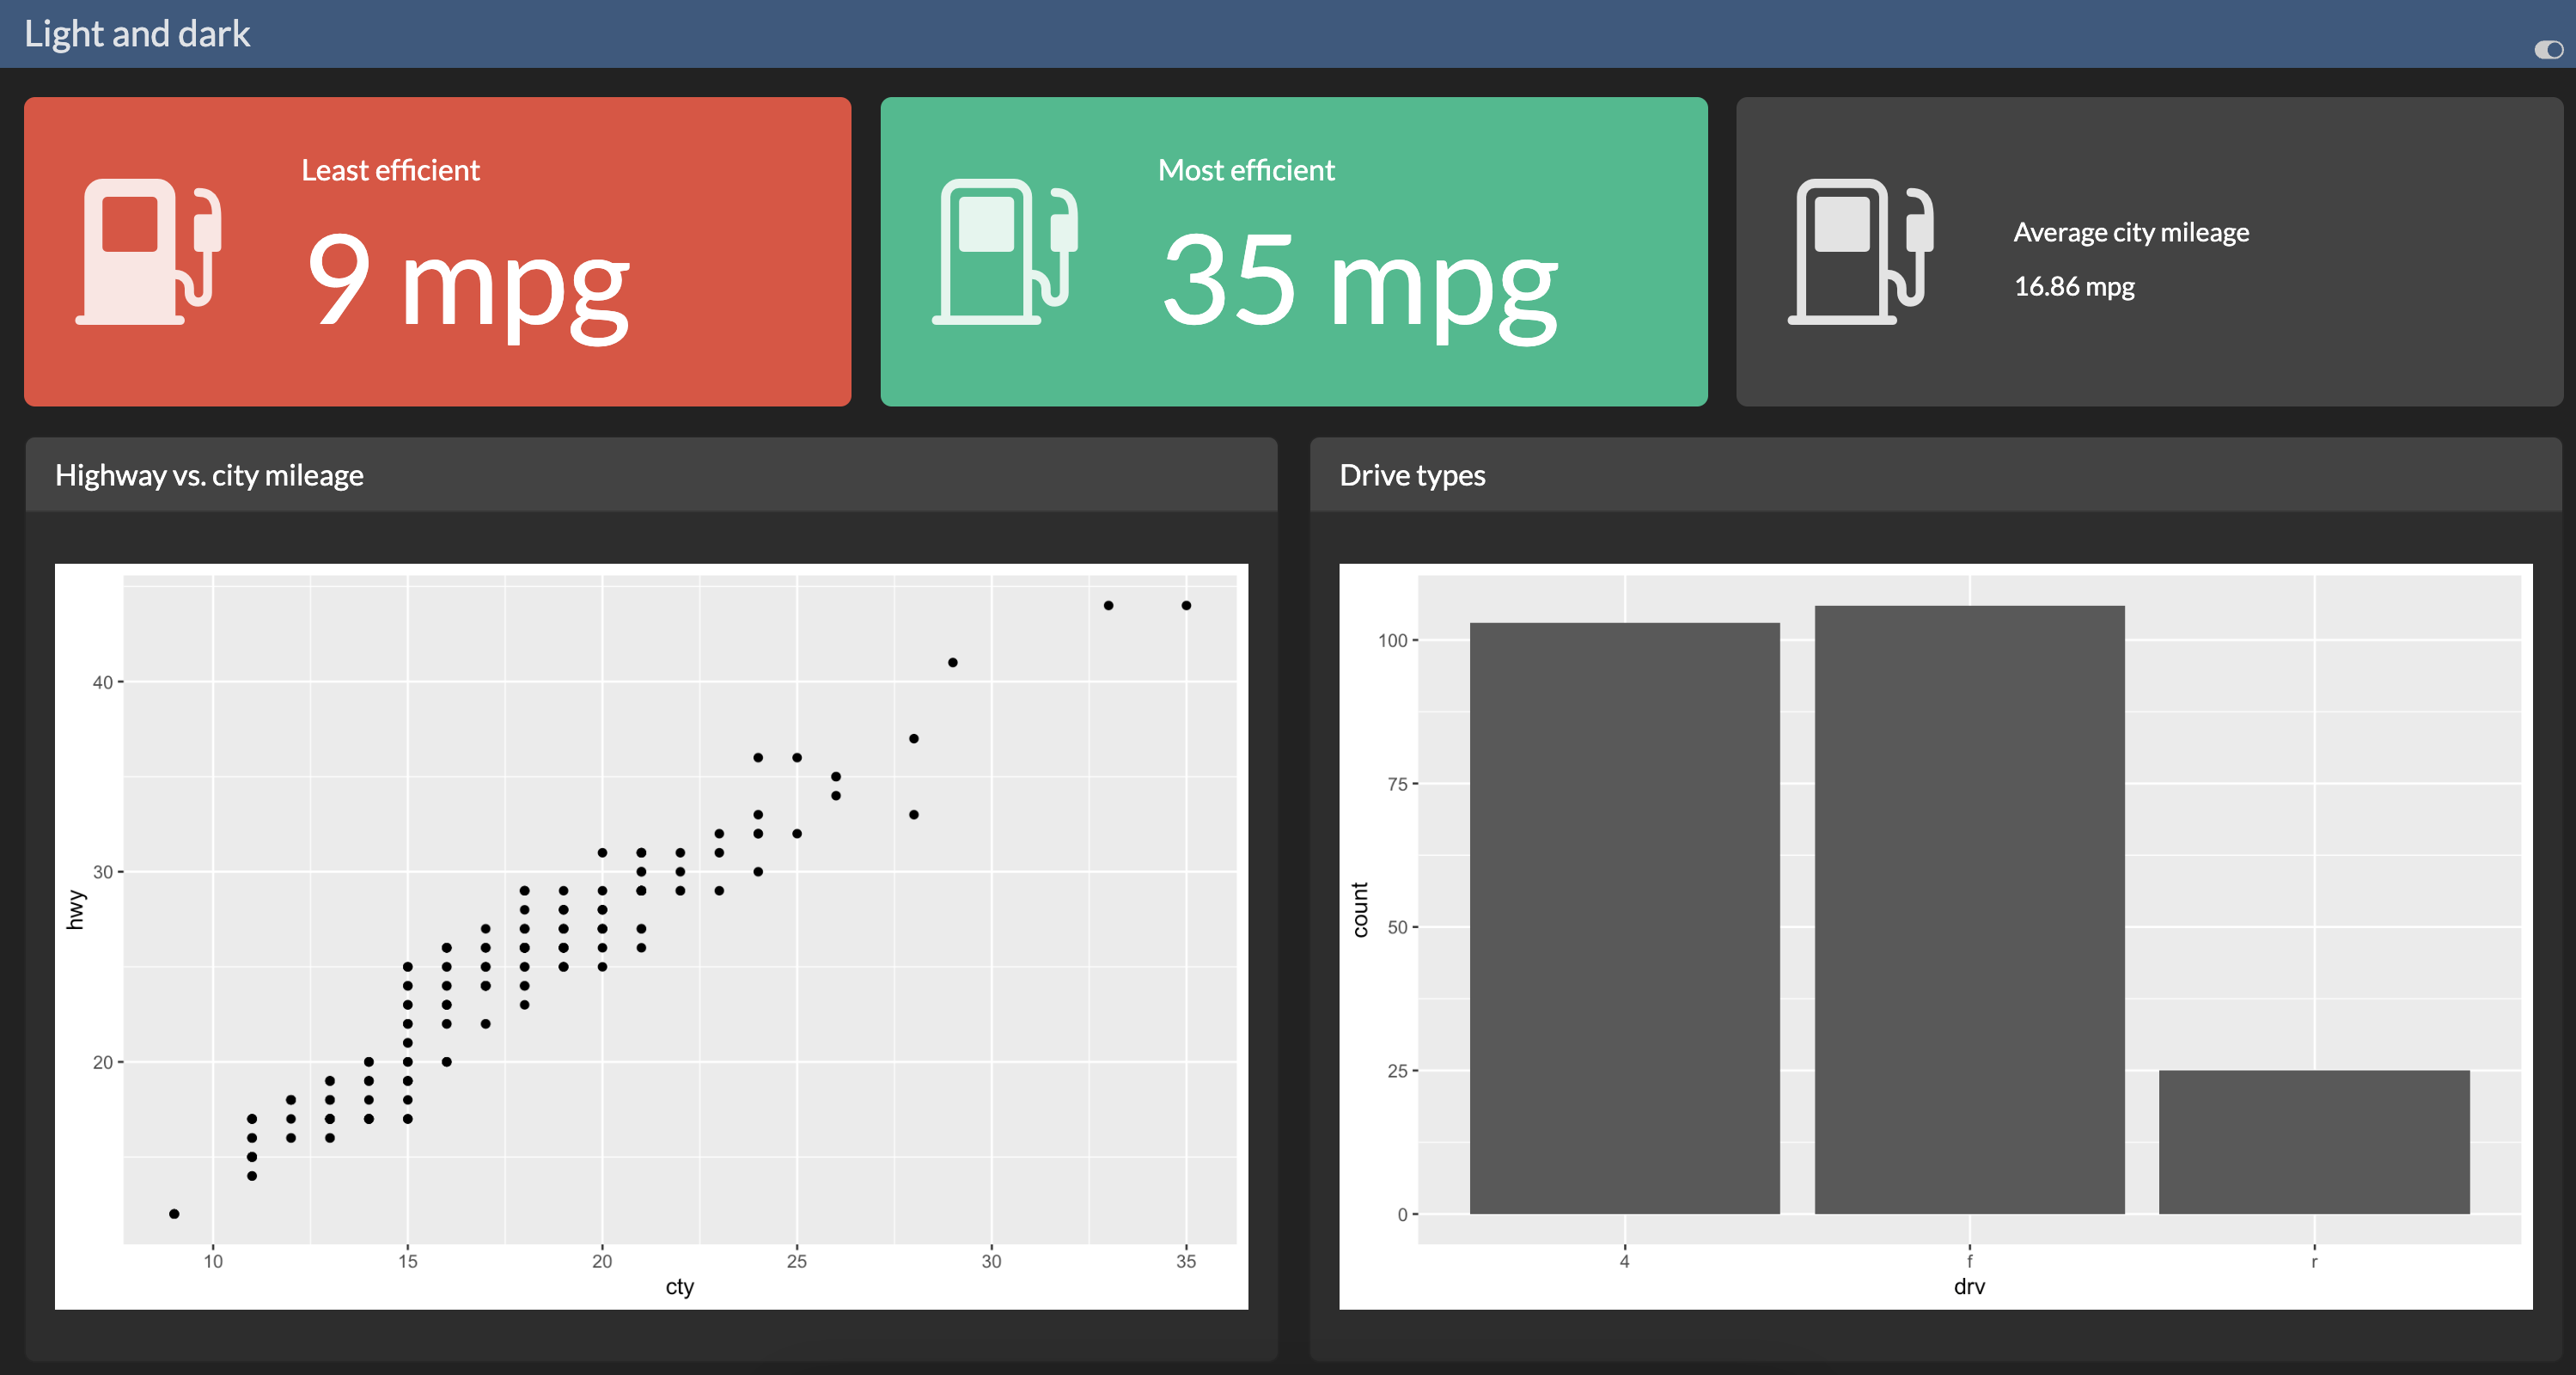 Light and dark
Least efficient
9 mpg
Most efficient
35 mpg
Average city mileage
16.86 mpg
Highway vs. city mileage
40
30
20
hwy
10 15 20 25 30 35
cty
Drive types
100
75
50
25
0
count
4 f r
drv